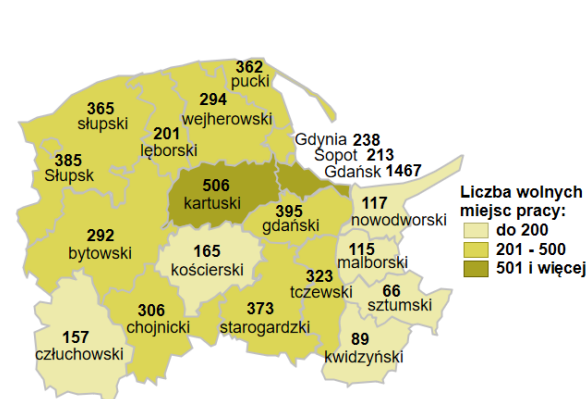 362
pucki
365
słupski
294
wejherowski
201
lęborski
Gdynia 238
Sopot 213
Gdańsk 1467
385
Słupsk
506
kartuski
395
gdański
117
nowodworski
292
bytowski
165
kościerski
115
malborski
323
tczewski
66
sztumski
306
chojnicki
373
starogardzki
157
człuchowski
89
kwidzyński
Liczba wolnych
miejsc pracy:
do 200
201 - 500
501 i więcej